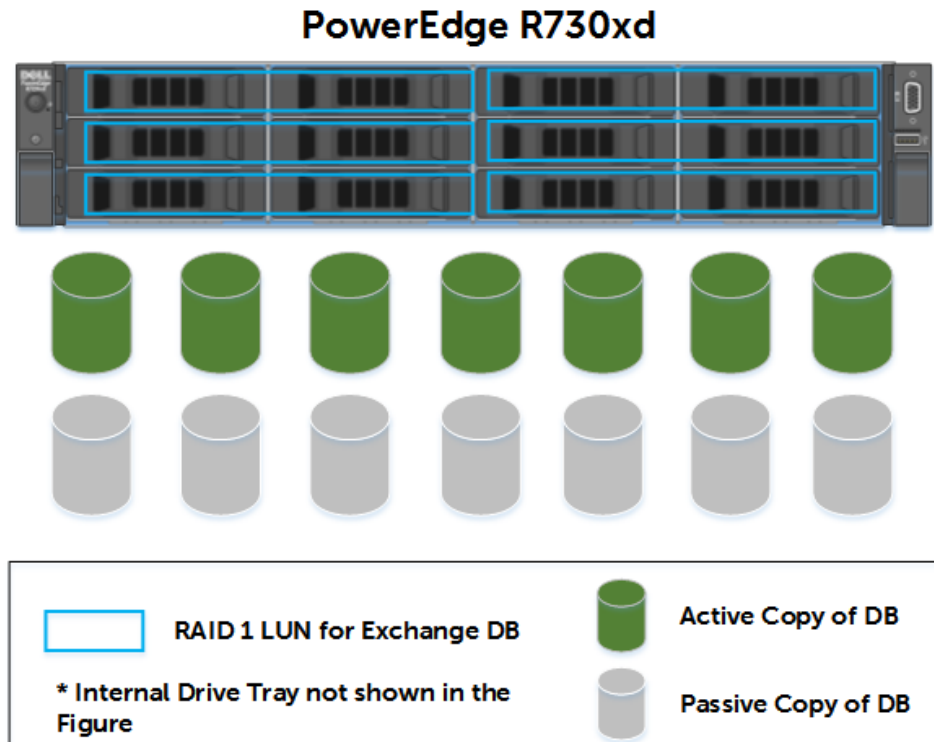 PowerEdge R730xd
DELL
RAID 1 LUN for Exchange DB
* Internal Drive Tray not shown in the
Figure
Active Copy of DB
Passive Copy of DB